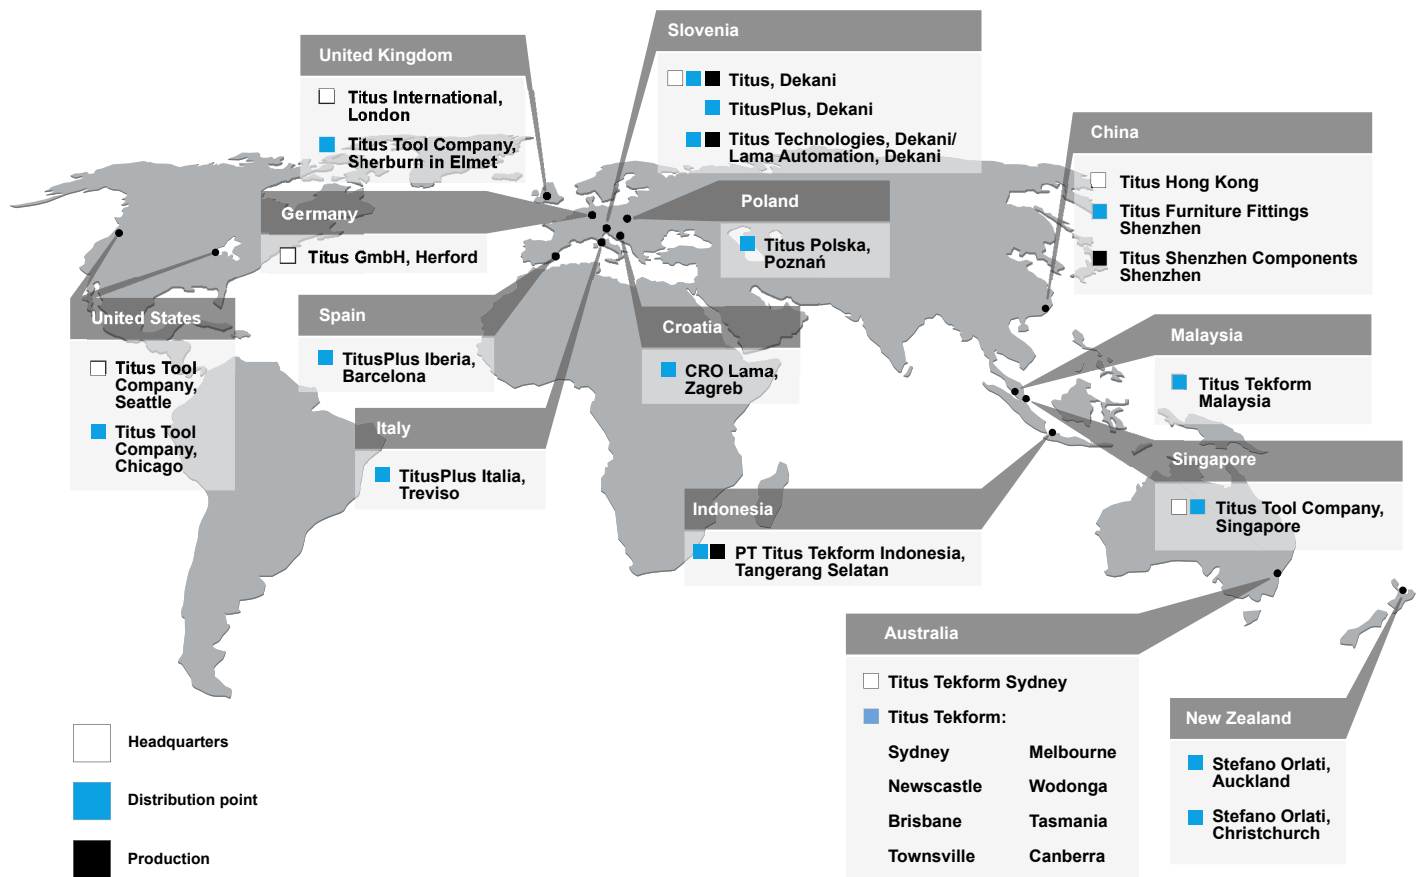 United Kingdom
Titus International,
London
Titus Tool Company,
Sherburn in Elmet
Slovenia
Titus, Dekani
TitusPlus, Dekani
Titus Technologies, Dekani/
Lama Automation, Dekani
China
Titus Hong Kong
Titus Furniture Fittings
Shenzhen
Titus Shenzhen Components
Shenzhen
Germany
Titus GmbH, Herford
Poland
Titus Polska,
Poznań
United States
Titus Tool
Company,
Seattle
Titus Tool
Company,
Chicago
Spain
TitusPlus Iberia,
Barcelona
Croatia
CRO Lama,
Zagreb
Malaysia
Titus Tekform
Malaysia
Italy
TitusPlus Italia,
Treviso
Singapore
Titus Tool Company,
Singapore
Indonesia
PT Titus Tekform Indonesia,
Tangerang Selatan
Australia
Titus Tekform Sydney
Titus Tekform:
Sydney
Melbourne
Newscastle
Wodonga
Brisbane
Tasmania
Townsville
Canberra
New Zealand
Stefano Orlati,
Auckland
Stefano Orlati,
Christchurch
Headquarters
Distribution point
Production